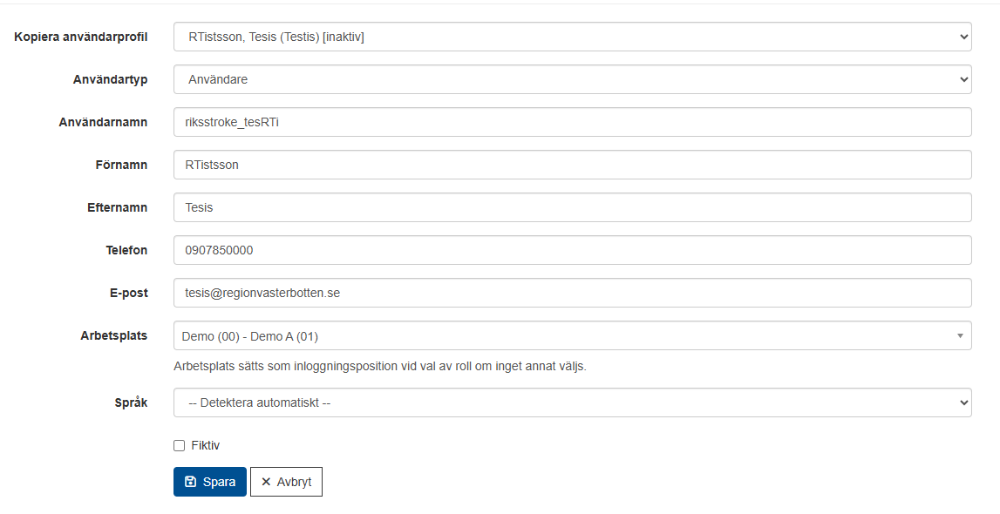 Kopiera användarprofil RTistsson, Tesis (Testis) [inaktiv]
Användartyp Användare
Användarnamn riksstroke_tesRTi
Förnamn RTistsson
Efternamn Tesis
Telefon 0907850000
E-post tesis@regionvasterbotten.se
Arbetsplats Demo (00) - Demo A (01)
Arbetsplats sätts som inloggningsposition vid val av roll om inget annat väljs.
Språk -- Detektera automatiskt --
Fiktiv
Spara Avbryt